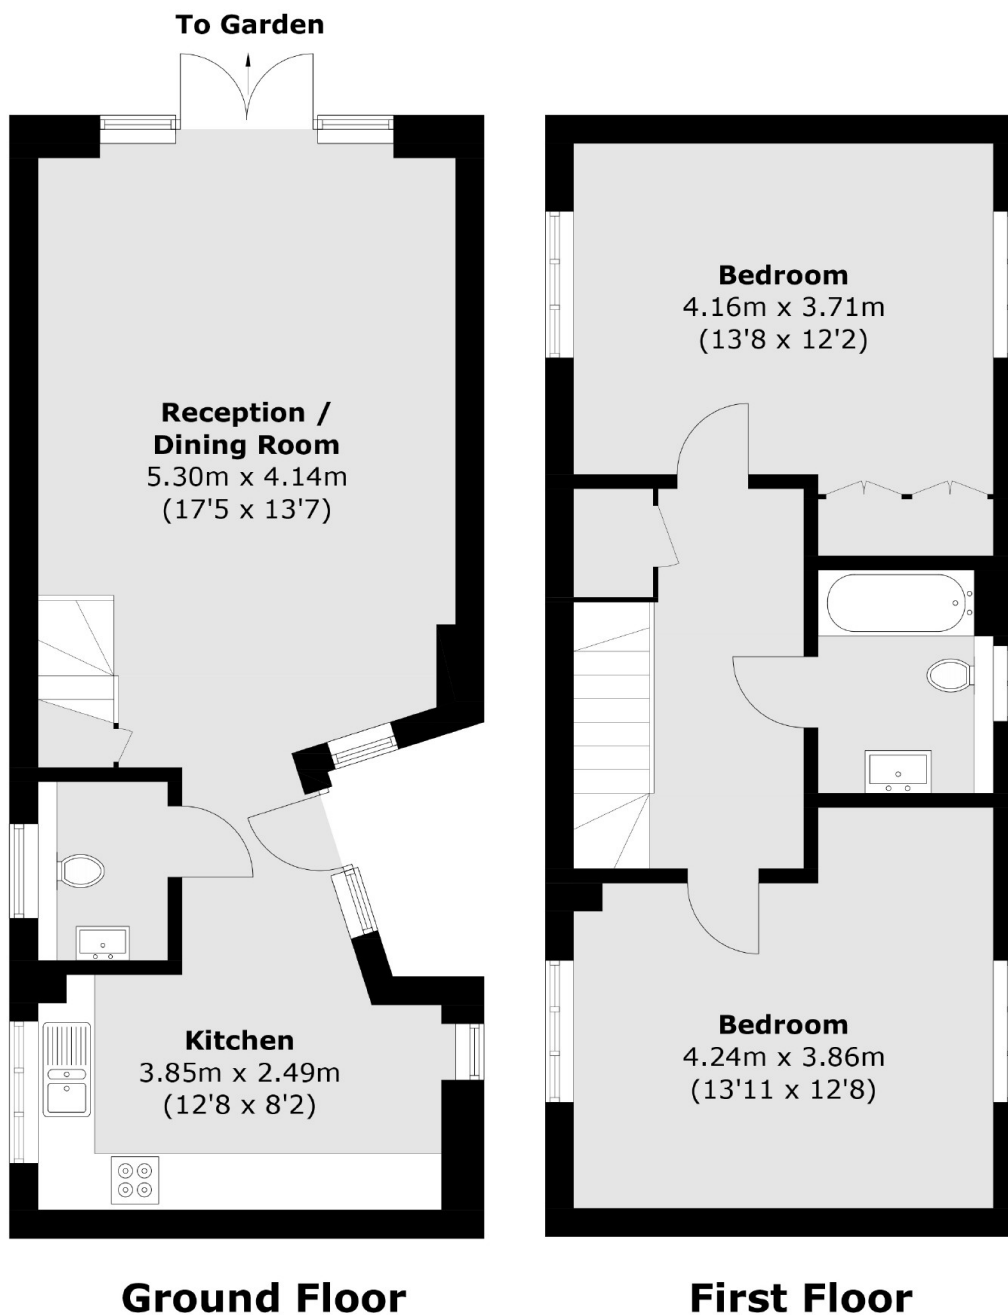 To Garden
Reception /
Dining Room
5.30m x 4.14m
(17'5 x 13'7)
Kitchen
3.85m x 2.49m
(12'8 x 8'2)
Ground Floor
Bedroom
4.16m x 3.71m
(13'8 x 12'2)
Bedroom
4.24m x 3.86m
(13'11 x 12'8)
First Floor